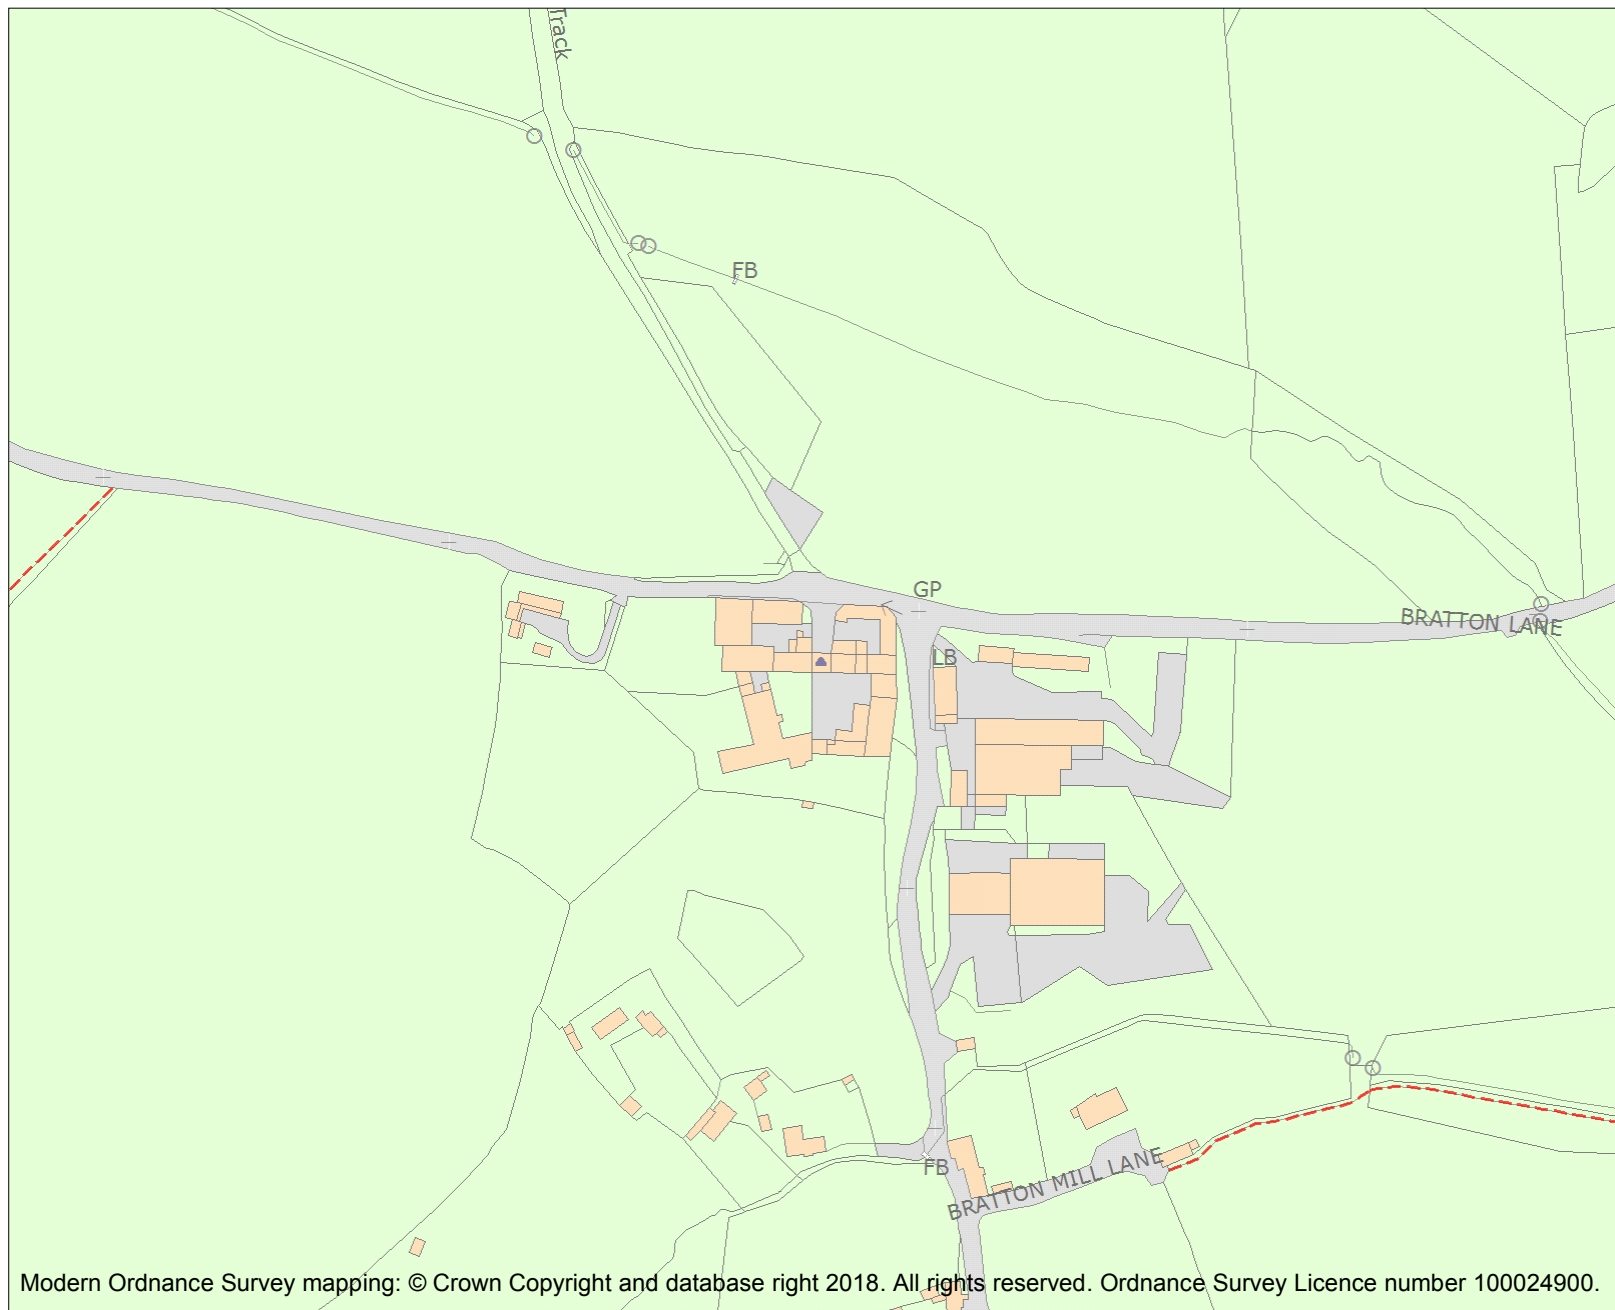 Track
FB
GP
BRATTON LANE
LB
FB
BRATTON MILL LANE
Modern Ordnance Survey mapping: © Crown Copyright and database right 2018. All rights reserved. Ordnance Survey Licence number 100024900.